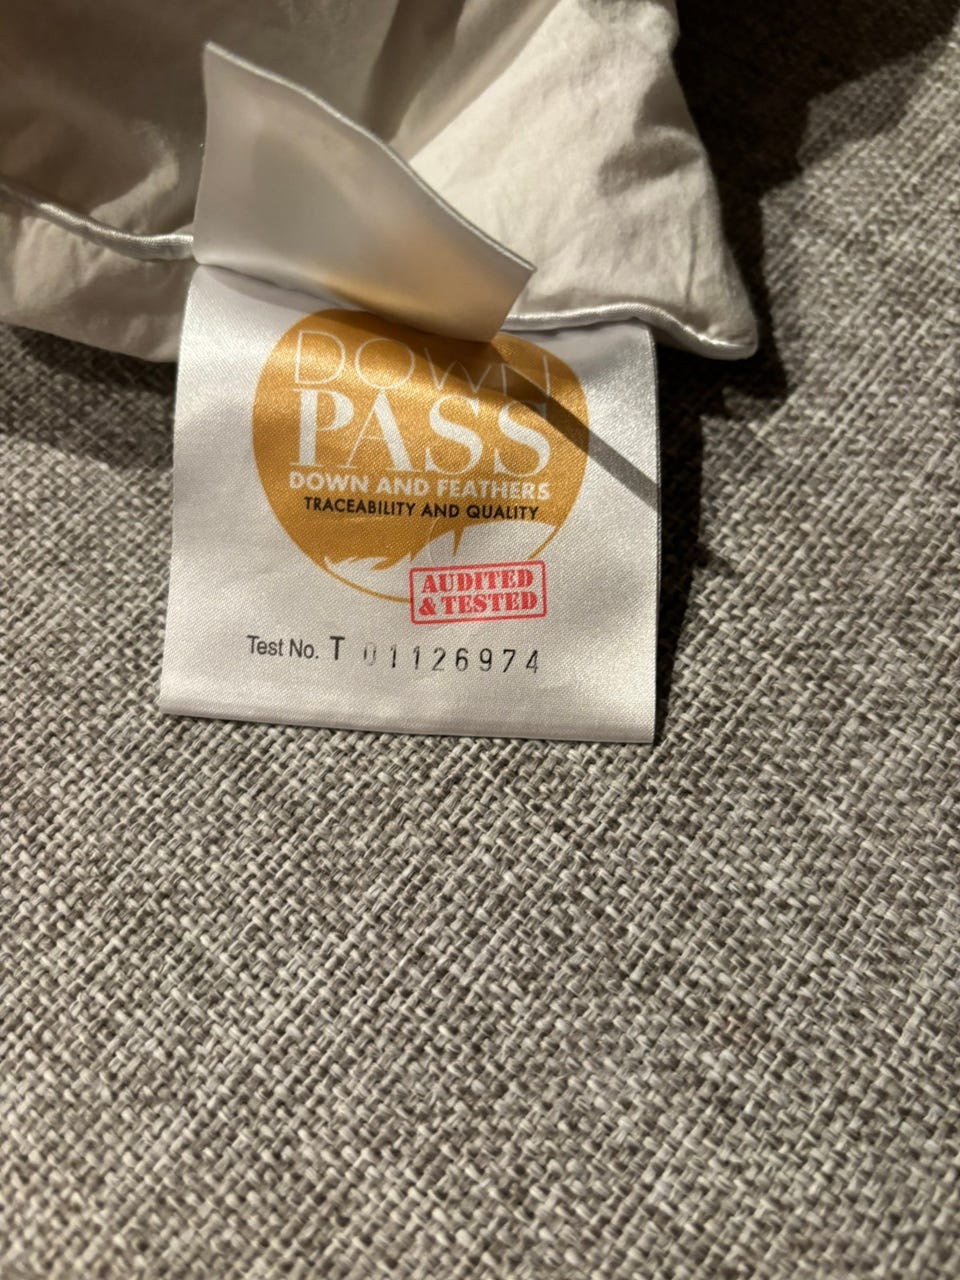 DOWN
PASS
DOWN AND FEATHERS
TRACEABILITY AND QUALITY
AUDITED
& TESTED
Test No. T 01126974